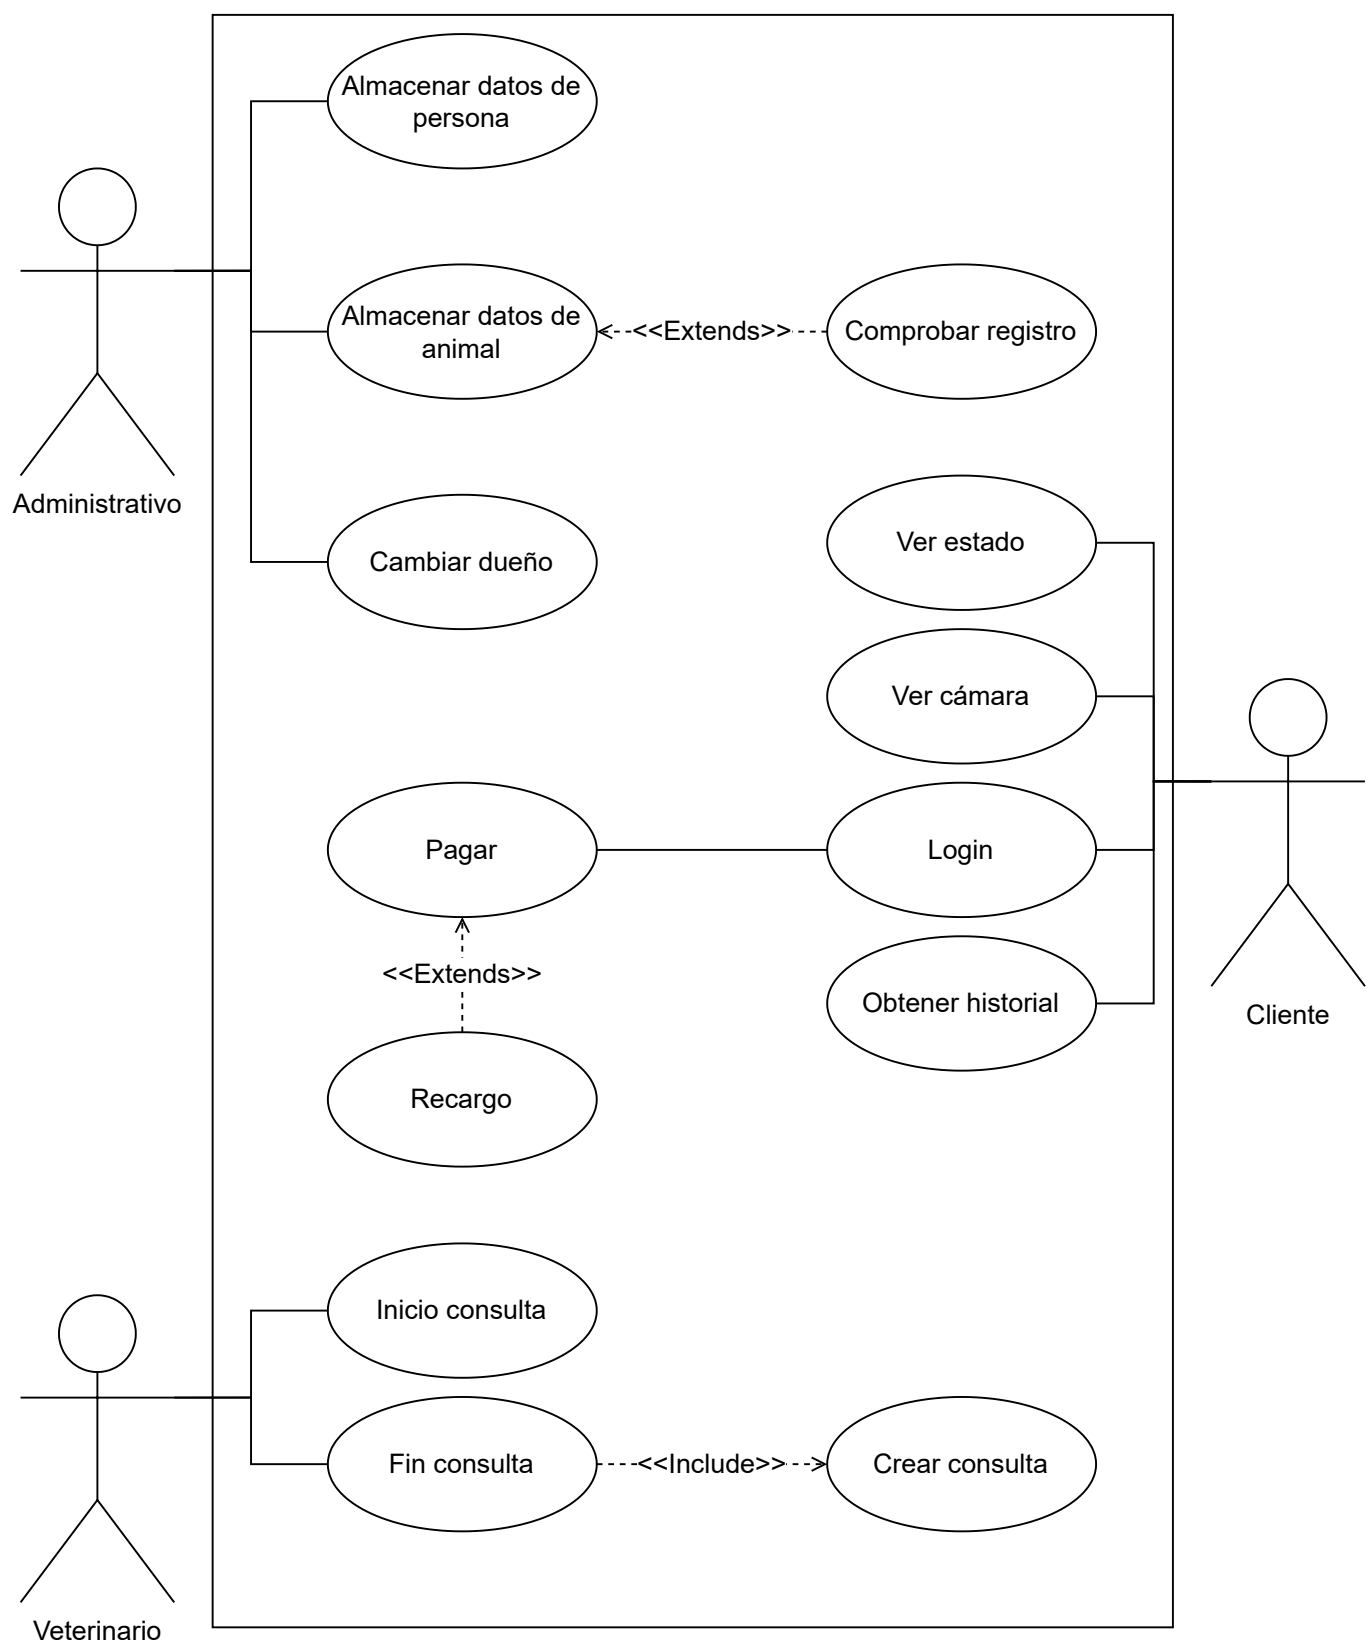 Almacenar datos de
persona
Almacenar datos de
animal
<<Extends>>
Comprobar registro
Administrativo
Cambiar dueño
Ver estado
Ver cámara
Pagar
Login
<<Extends>>
Obtener historial
Cliente
Recargo
Inicio consulta
Fin consulta
<<Include>>
Crear consulta
Veterinario